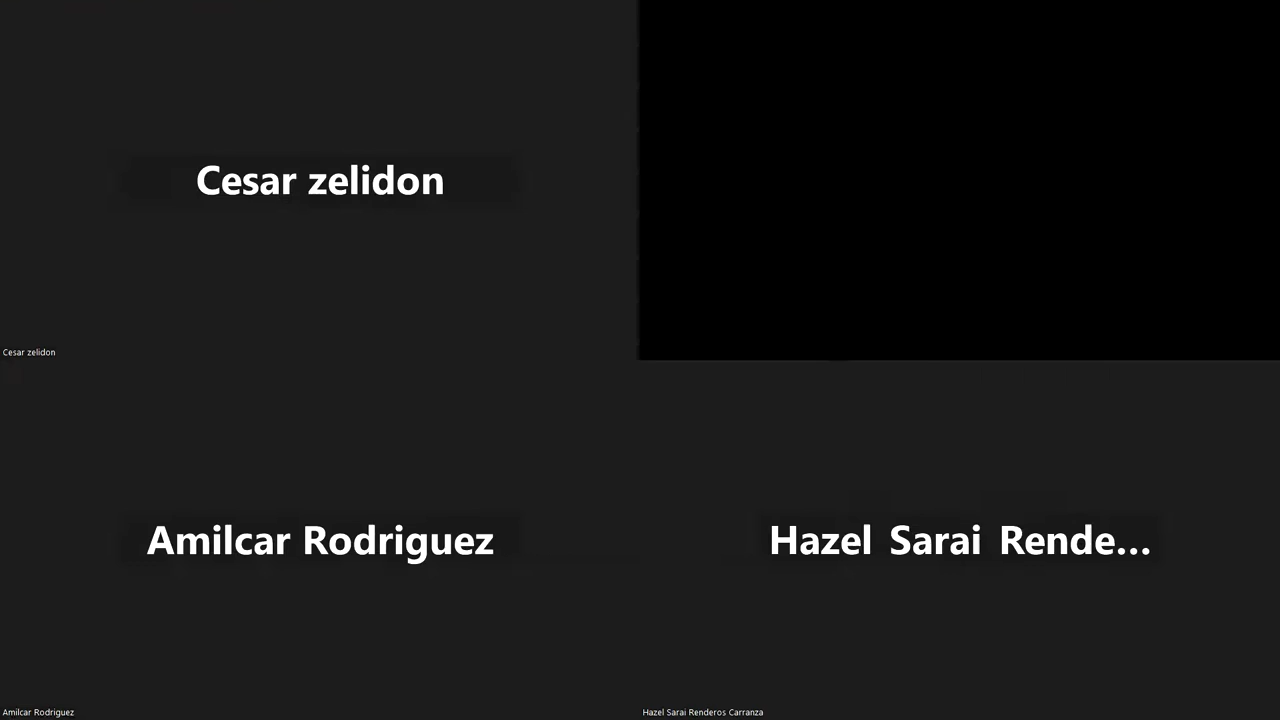 Cesar zelidon
Cesar zelidon
Amilcar Rodriguez
Hazel Sarai Rende...
Amilcar Rodriguez
Hazel Sarai Renderos Carranza